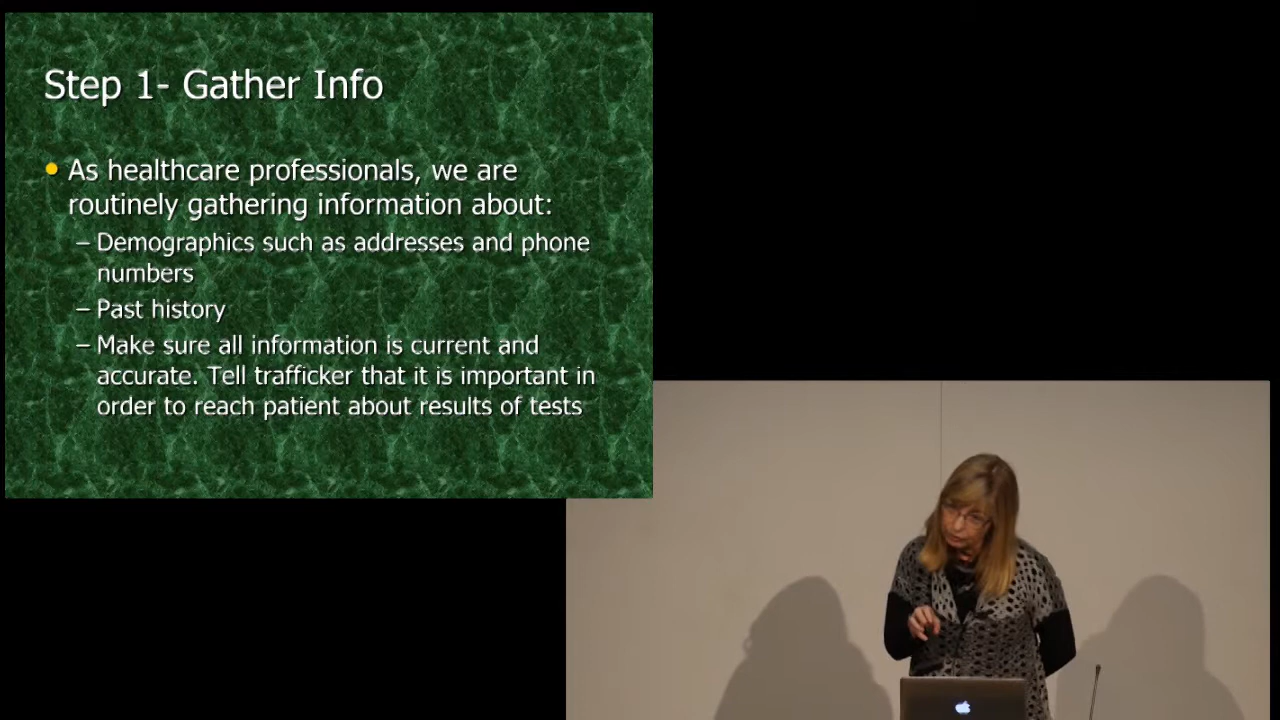 Step 1- Gather Info
As healthcare professionals, we are
routinely gathering information about:
– Demographics such as addresses and phone
numbers
– Past history
– Make sure all information is current and
accurate. Tell trafficker that it is important in
order to reach patient about results of tests